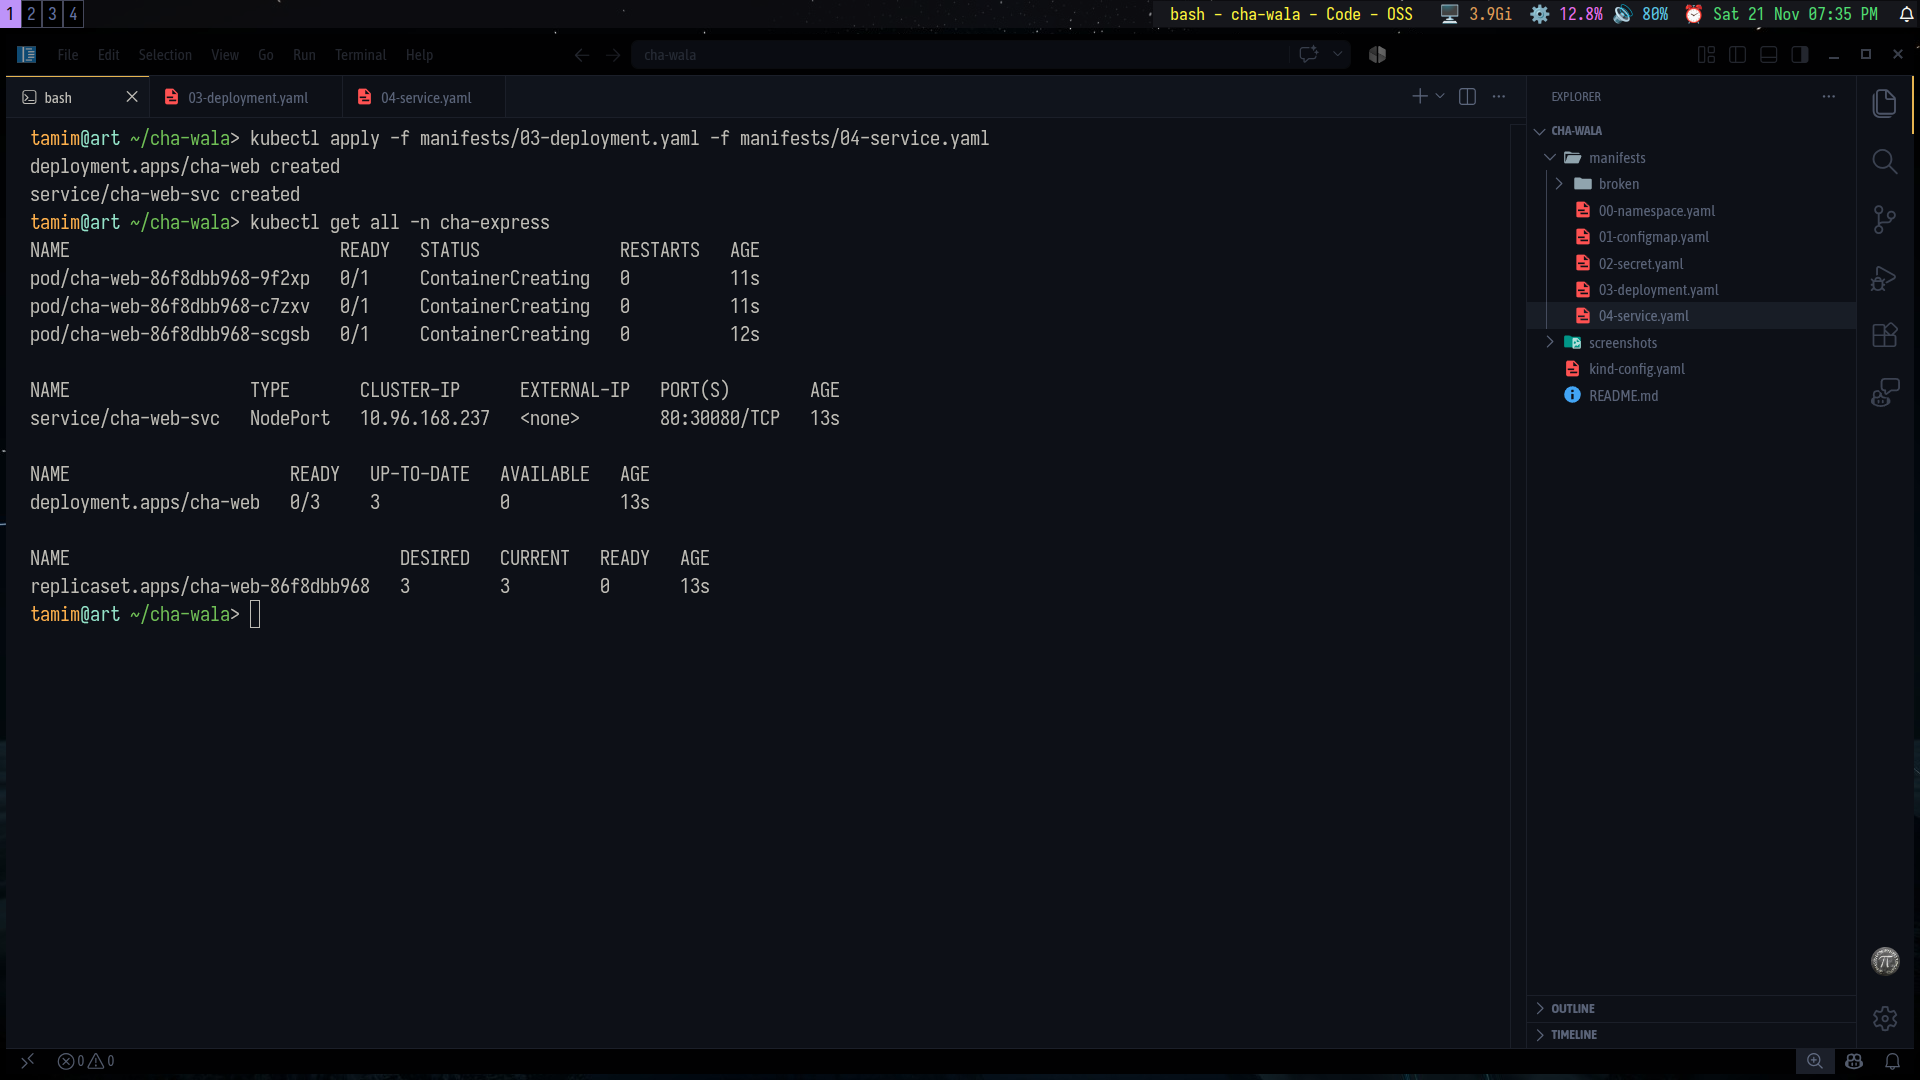 1 2 3 4
bash - cha-wala - Code - OSS 3.9Gi 12.8% 80% Sat 21 Nov 07:35 PM
File Edit Selection View Go Run Terminal Help
cha-wala
bash
03-deployment.yaml
04-service.yaml
tamim@art ~/cha-wala> kubectl apply -f manifests/03-deployment.yaml -f manifests/04-service.yaml
deployment.apps/cha-web created
service/cha-web-svc created
tamim@art ~/cha-wala> kubectl get all -n cha-express
NAME READY STATUS RESTARTS AGE
pod/cha-web-86f8dbb968-9f2xp 0/1 ContainerCreating 0 11s
pod/cha-web-86f8dbb968-c7zxv 0/1 ContainerCreating 0 11s
pod/cha-web-86f8dbb968-scgsb 0/1 ContainerCreating 0 12s
NAME TYPE CLUSTER-IP EXTERNAL-IP PORT(S) AGE
service/cha-web-svc NodePort 10.96.168.237 <none> 80:30080/TCP 13s
NAME READY UP-TO-DATE AVAILABLE AGE
deployment.apps/cha-web 0/3 3 0 13s
NAME DESIRED CURRENT READY AGE
replicaset.apps/cha-web-86f8dbb968 3 3 0 13s
tamim@art ~/cha-wala>
EXPLORER
CHA-WALA
manifests
broken
00-namespace.yaml
01-configmap.yaml
02-secret.yaml
03-deployment.yaml
04-service.yaml
screenshots
kind-config.yaml
README.md
OUTLINE
TIMELINE
0 0